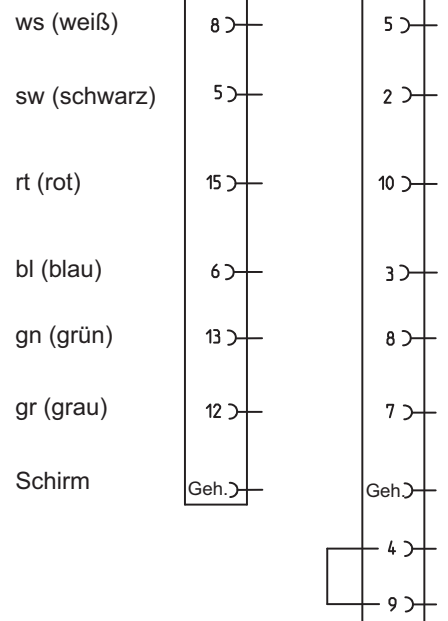 ws (weiß) 8 5
sw (schwarz) 5 2
rt (rot) 15 10
bl (blau) 6 3
gn (grün) 13 8
gr (grau) 12 7
Schirm Geh. Geh.
4
9